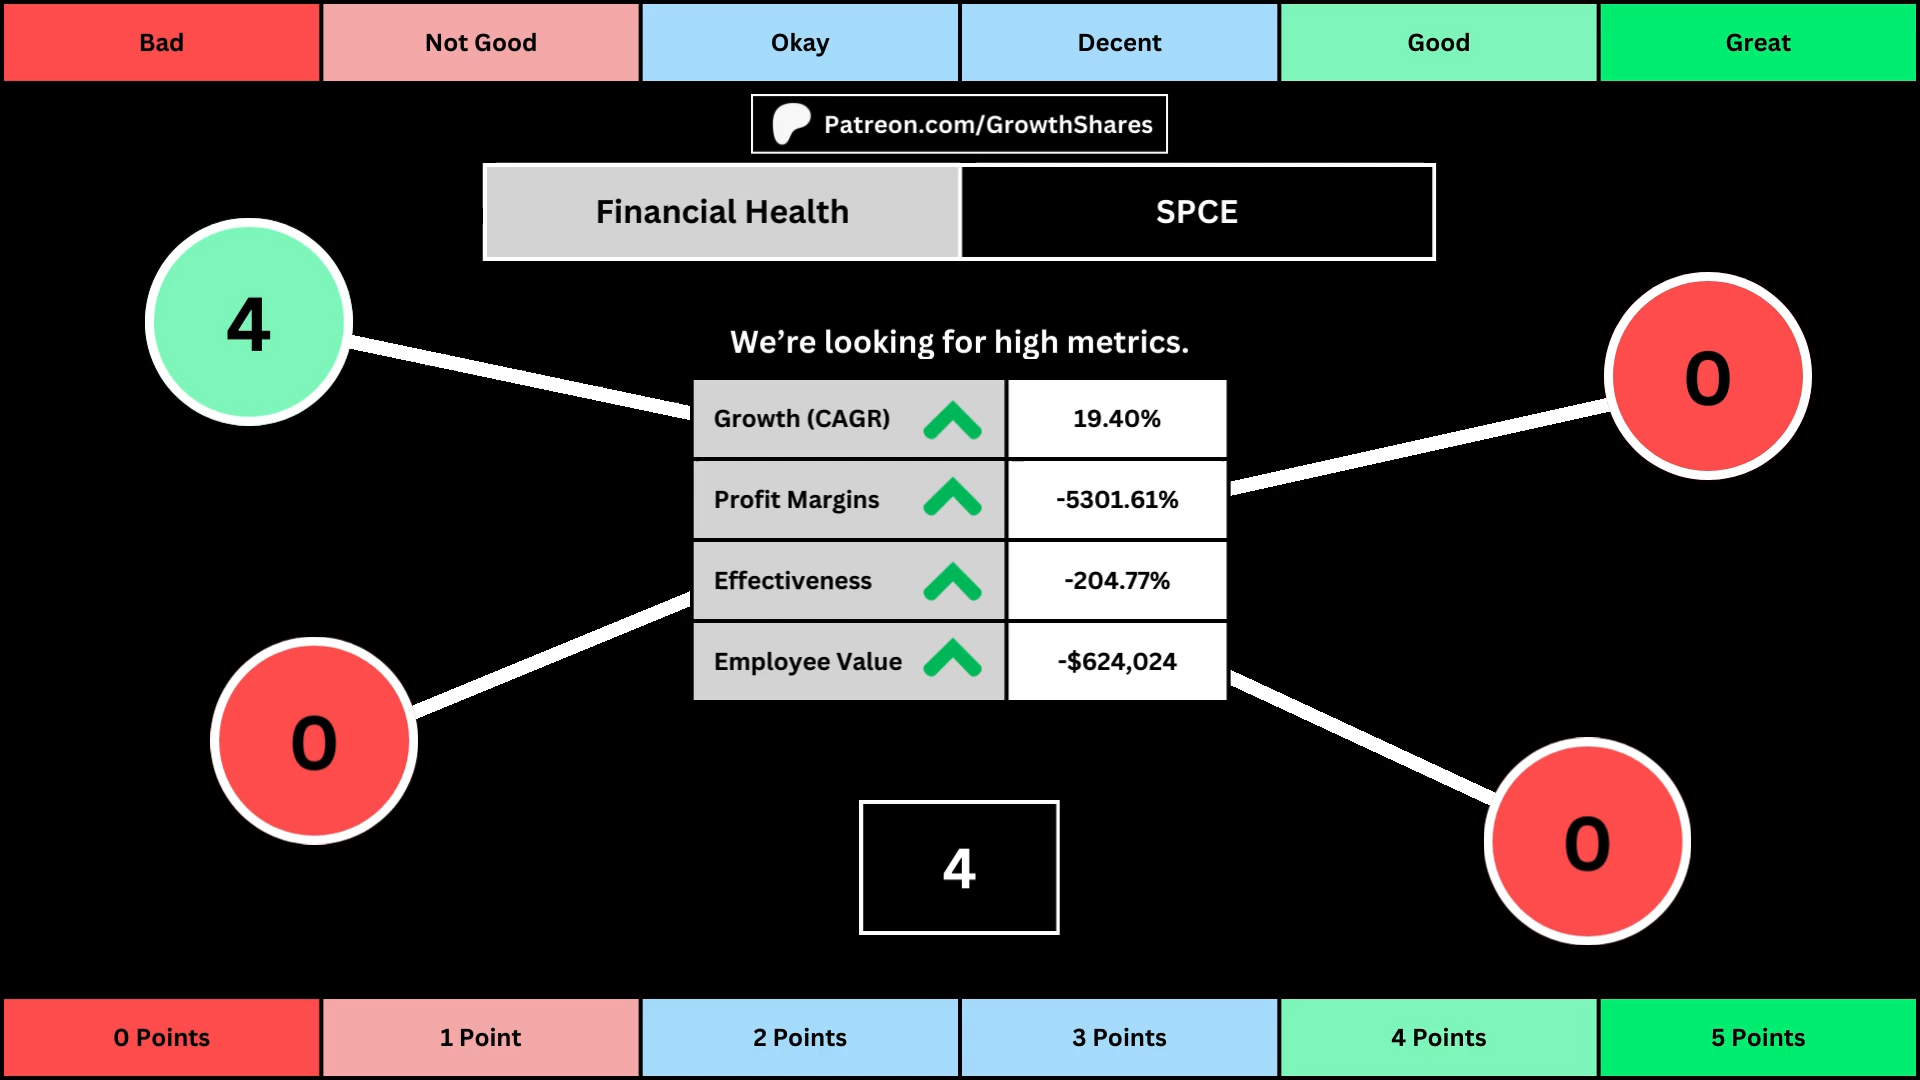 Bad Not Good Okay Decent Good Great
Patreon.com/GrowthShares
Financial Health SPCE
4
0
We’re looking for high metrics.
Growth (CAGR) 19.40%
Profit Margins -5301.61%
Effectiveness -204.77%
Employee Value -$624,024
0
0
4
0 Points 1 Point 2 Points 3 Points 4 Points 5 Points